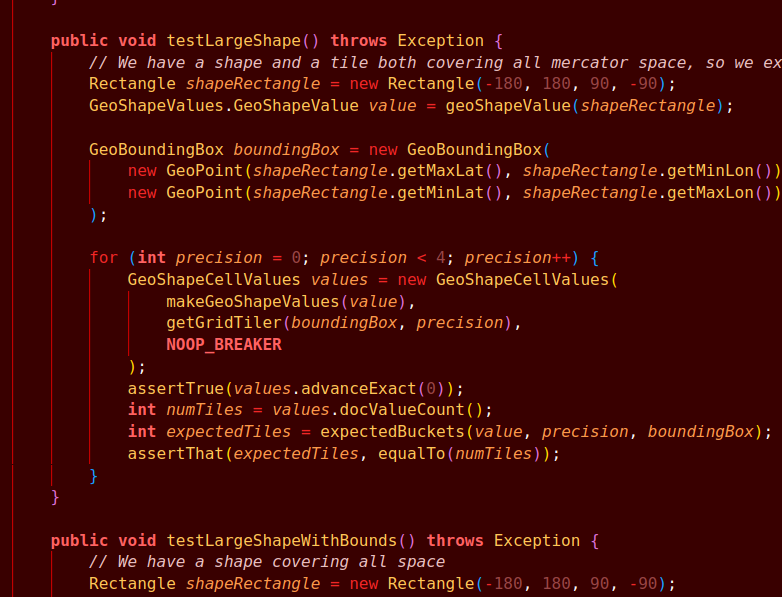 }
public void testLargeShape() throws Exception {
// We have a shape and a tile both covering all mercator space, so we ex
Rectangle shapeRectangle = new Rectangle(-180, 180, 90, -90);
GeoShapeValues.GeoShapeValue value = geoShapeValue(shapeRectangle);
GeoBoundingBox boundingBox = new GeoBoundingBox(
new GeoPoint(shapeRectangle.getMaxLat(), shapeRectangle.getMinLon())
new GeoPoint(shapeRectangle.getMinLat(), shapeRectangle.getMaxLon())
);
for (int precision = 0; precision < 4; precision++) {
GeoShapeCellValues values = new GeoShapeCellValues(
makeGeoShapeValues(value),
getGridTiler(boundingBox, precision),
NOOP_BREAKER
);
assertTrue(values.advanceExact(0));
int numTiles = values.docValueCount();
int expectedTiles = expectedBuckets(value, precision, boundingBox);
assertThat(expectedTiles, equalTo(numTiles));
}
}
public void testLargeShapeWithBounds() throws Exception {
// We have a shape covering all space
Rectangle shapeRectangle = new Rectangle(-180, 180, 90, -90);